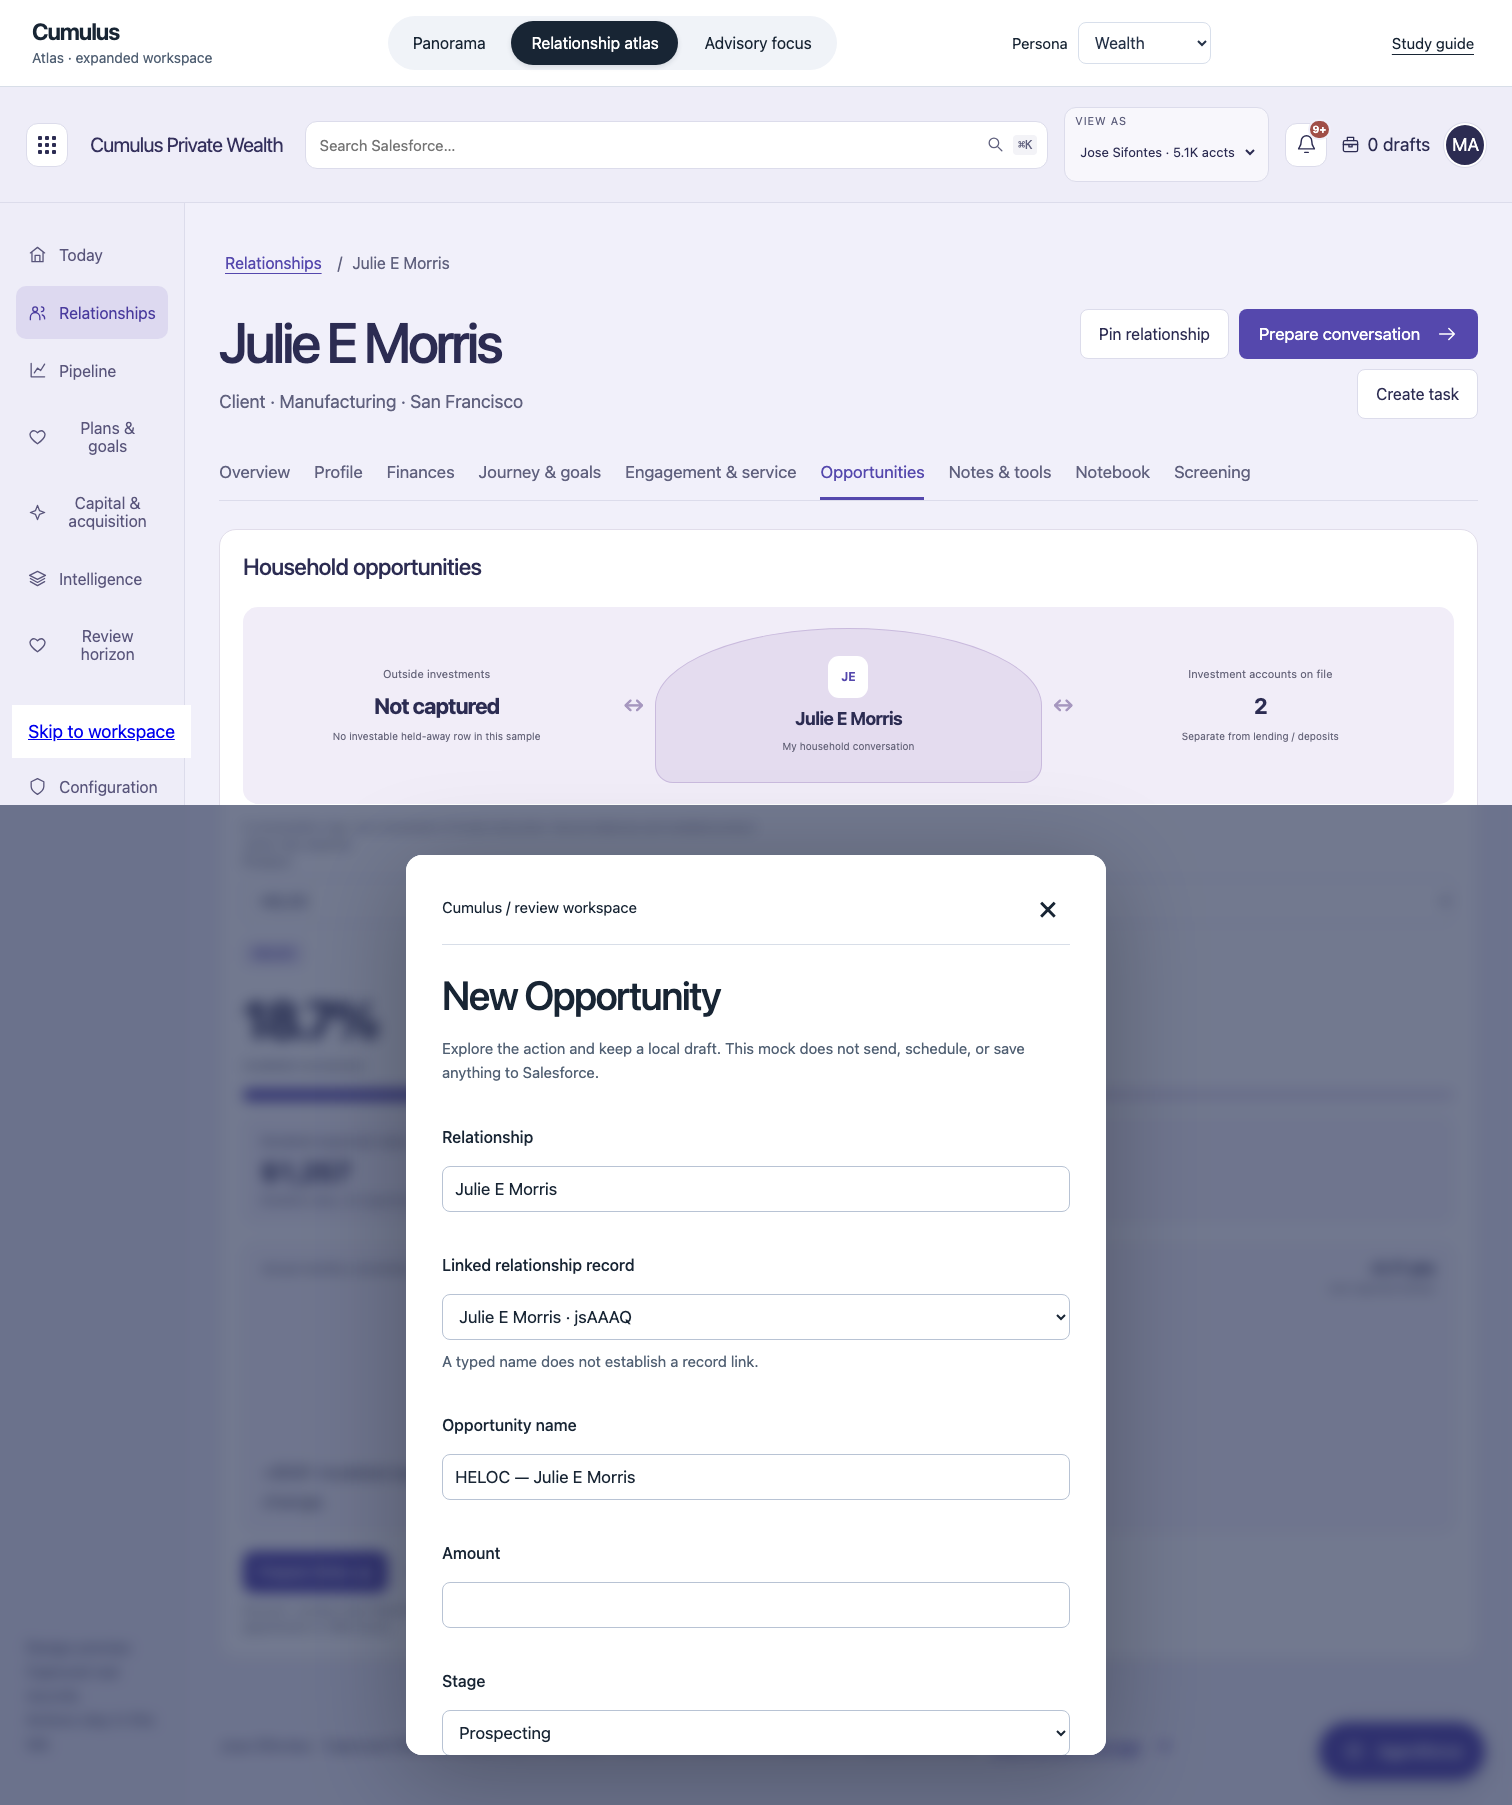 Cumulus
Atlas · expanded workspace
Panorama
Relationship atlas
Advisory focus
Persona
Wealth
Study guide
Cumulus Private Wealth
Search Salesforce...
⌘K
VIEW AS
Jose Sifontes · 5.1K accts
9+
0 drafts
MA
Today
Relationships
Pipeline
Plans &
goals
Capital &
acquisition
Intelligence
Review
horizon
Skip to workspace
Configuration
Relationships / Julie E Morris
Julie E Morris
Client · Manufacturing · San Francisco
Pin relationship
Prepare conversation
Create task
Overview
Profile
Finances
Journey & goals
Engagement & service
Opportunities
Notes & tools
Notebook
Screening
Household opportunities
Outside investments
Not captured
No investable held-away row in this sample
JE
Julie E Morris
My household conversation
Investment accounts on file
2
Separate from lending / deposits
18.7%
Cumulus / review workspace
New Opportunity
Explore the action and keep a local draft. This mock does not send, schedule, or save
anything to Salesforce.
Relationship
Julie E Morris
Linked relationship record
Julie E Morris · jsAAAQ
A typed name does not establish a record link.
Opportunity name
HELOC — Julie E Morris
Amount
Stage
Prospecting